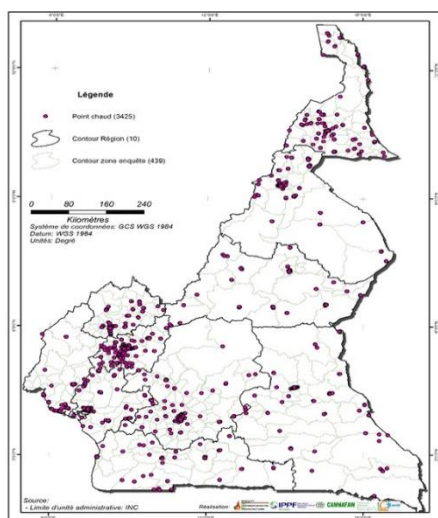 Légende
Point chaud (3425)
Contour Région (10)
Contour zone enquête (439)
0 40 80 160 240
Kilomètres
Système de coordonnées: GCS WGS 1984
Datum: WGS 1984
Unités: Degré
Source:
- Limite d'unité administrative: INC
Réalisation
IPPF
CAMNAFAW